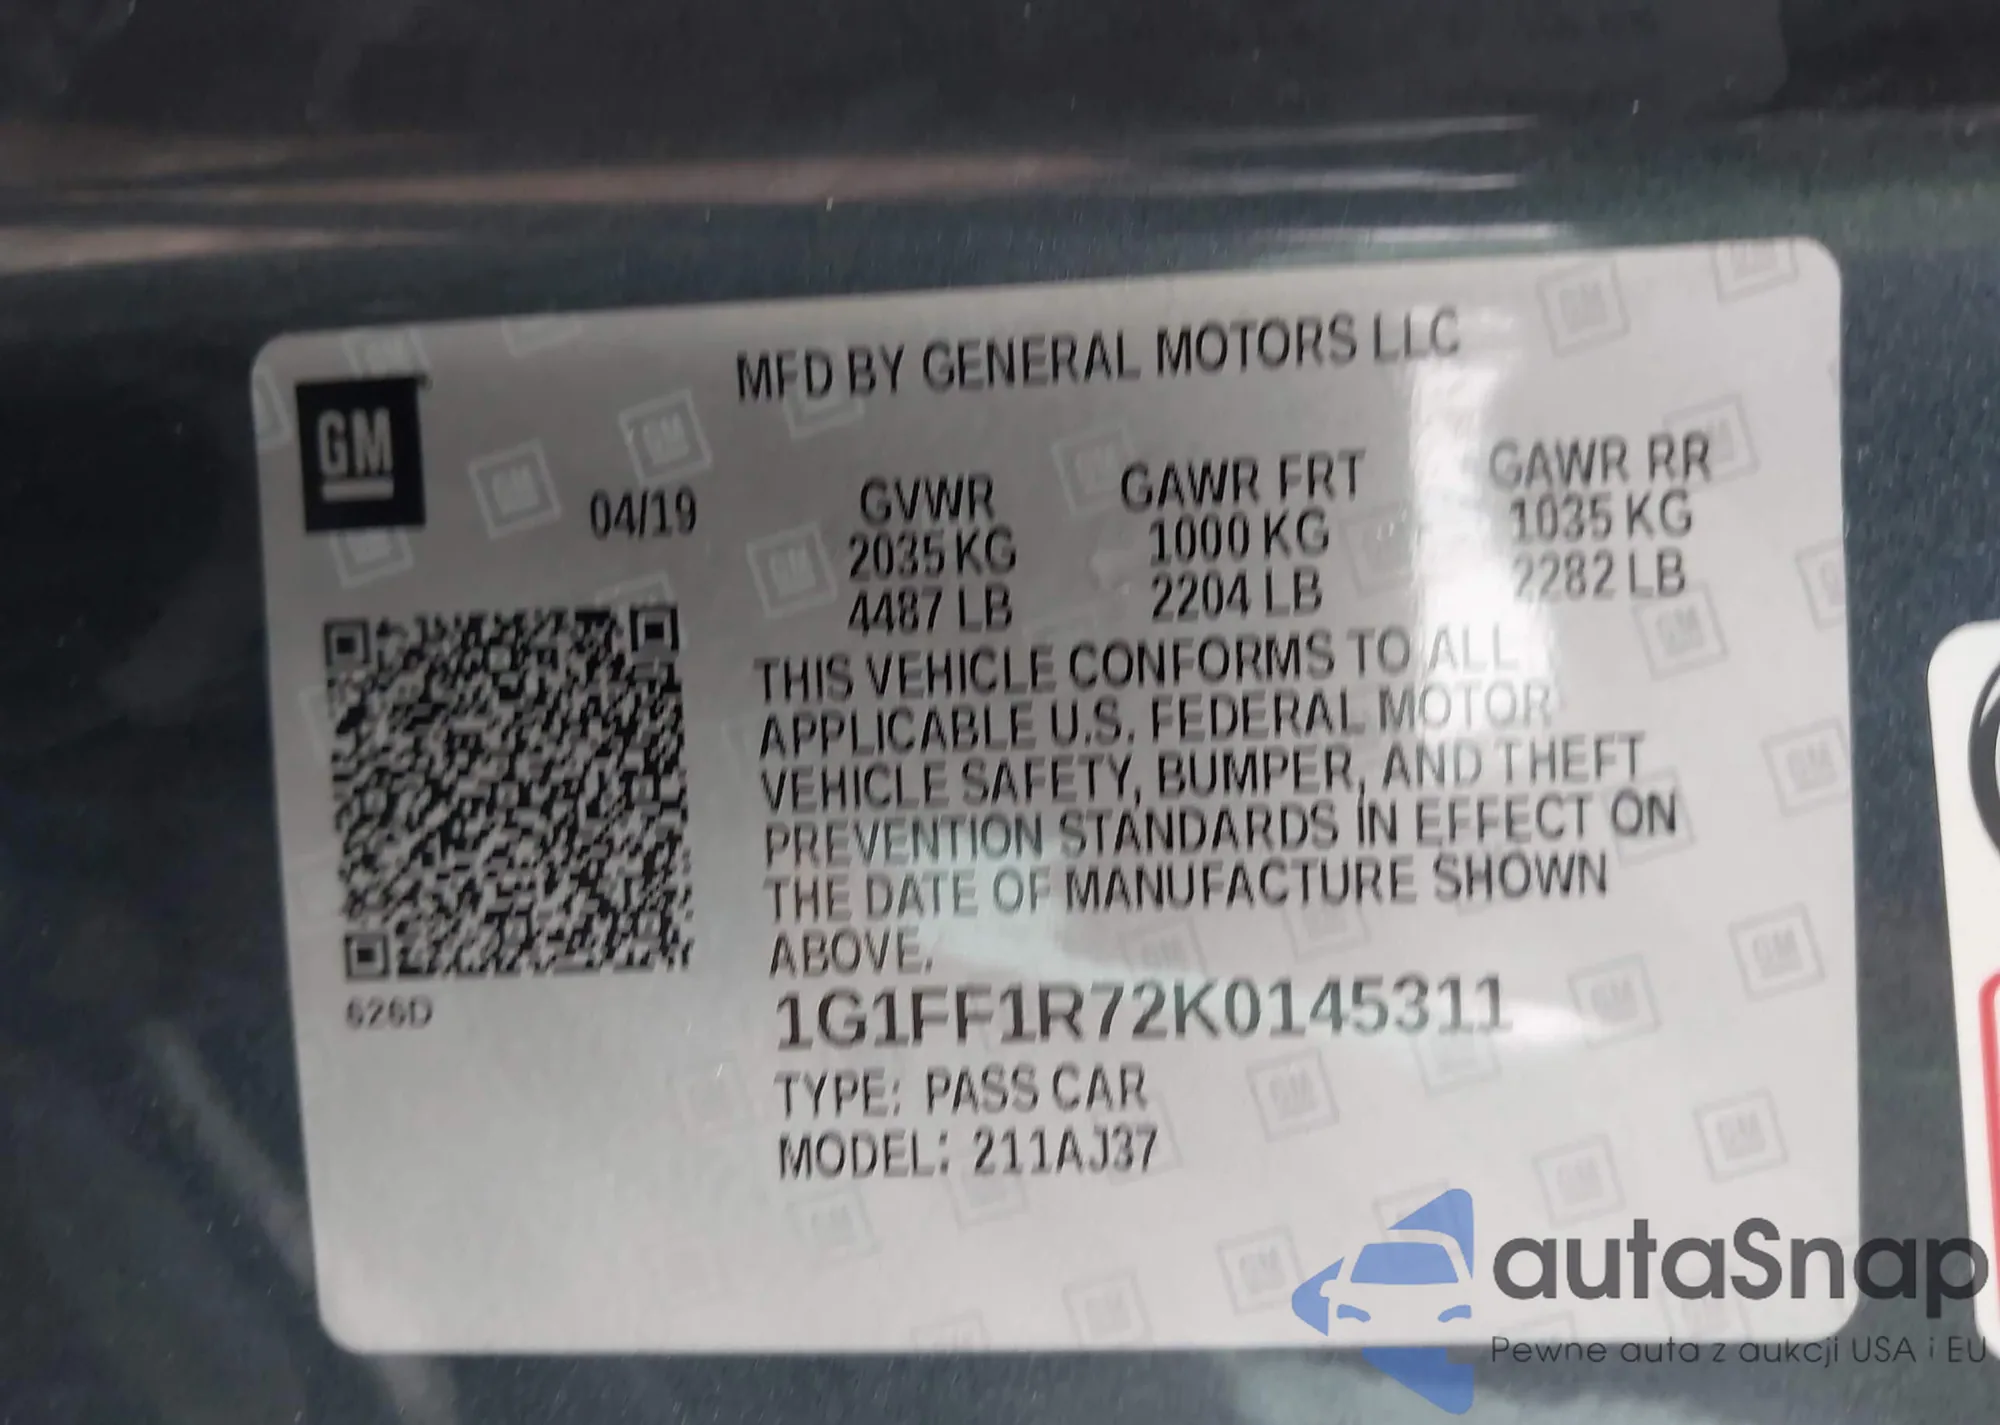 MFD BY GENERAL MOTORS LLC
GM
04/19
GVWR GAWR FRT GAWR RR
2035 KG 1000 KG 1035 KG
4487 LB 2204 LB 2282 LB
THIS VEHICLE CONFORMS TO ALL
APPLICABLE U.S. FEDERAL MOTOR
VEHICLE SAFETY, BUMPER, AND THEFT
PREVENTION STANDARDS IN EFFECT ON
THE DATE OF MANUFACTURE SHOWN
ABOVE.
626D
1G1FF1R72K0145311
TYPE: PASS CAR
MODEL: 211AJ37
autaSnap
Pewne auta z aukcji USA i EU